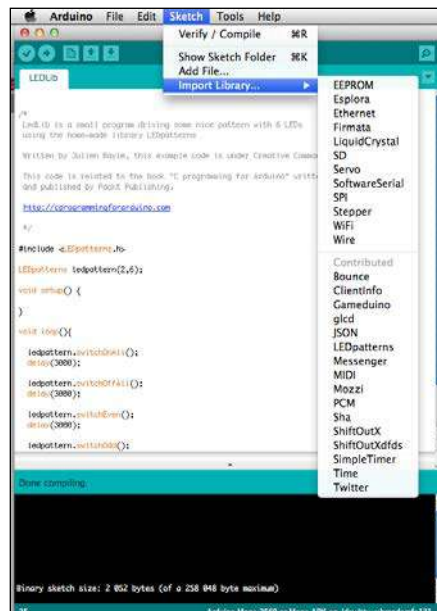 Arduino File Edit Sketch Tools Help
Verify / Compile ⌘R
Show Sketch Folder ⌘K
Add File...
Import Library...
LEDLib
EEPROM
Esplora
Ethernet
Firmata
LiquidCrystal
SD
Servo
SoftwareSerial
SPI
Stepper
WiFi
Wire
Contributed
Bounce
ClientInfo
Gameduino
glcd
JSON
LEDpatterns
Messenger
MIDI
Mozzi
PCM
Sha
ShiftOutX
ShiftOutXdfds
SimpleTimer
Time
Twitter
/*
LedLib is a small program driving some nice pattern with 6 LEDs
using the home-made library LEDpatterns
Written by Julien Bayle, this example code is under Creative Commo
This code is related to the book "C programming for Arduino" writt
and published by Packt Publishing.
http://cprogrammingforarduino.com
*/
#include <LEDpatterns.h>
LEDpatterns ledpattern(2,6);
void setup() {
}
void loop(){
ledpattern.switchOnAll();
delay(3000);
ledpattern.switchOffAll();
delay(3000);
ledpattern.switchEven();
delay(3000);
ledpattern.switchOdd();
Done compiling.
Binary sketch size: 2 052 bytes (of a 258 048 byte maximum)